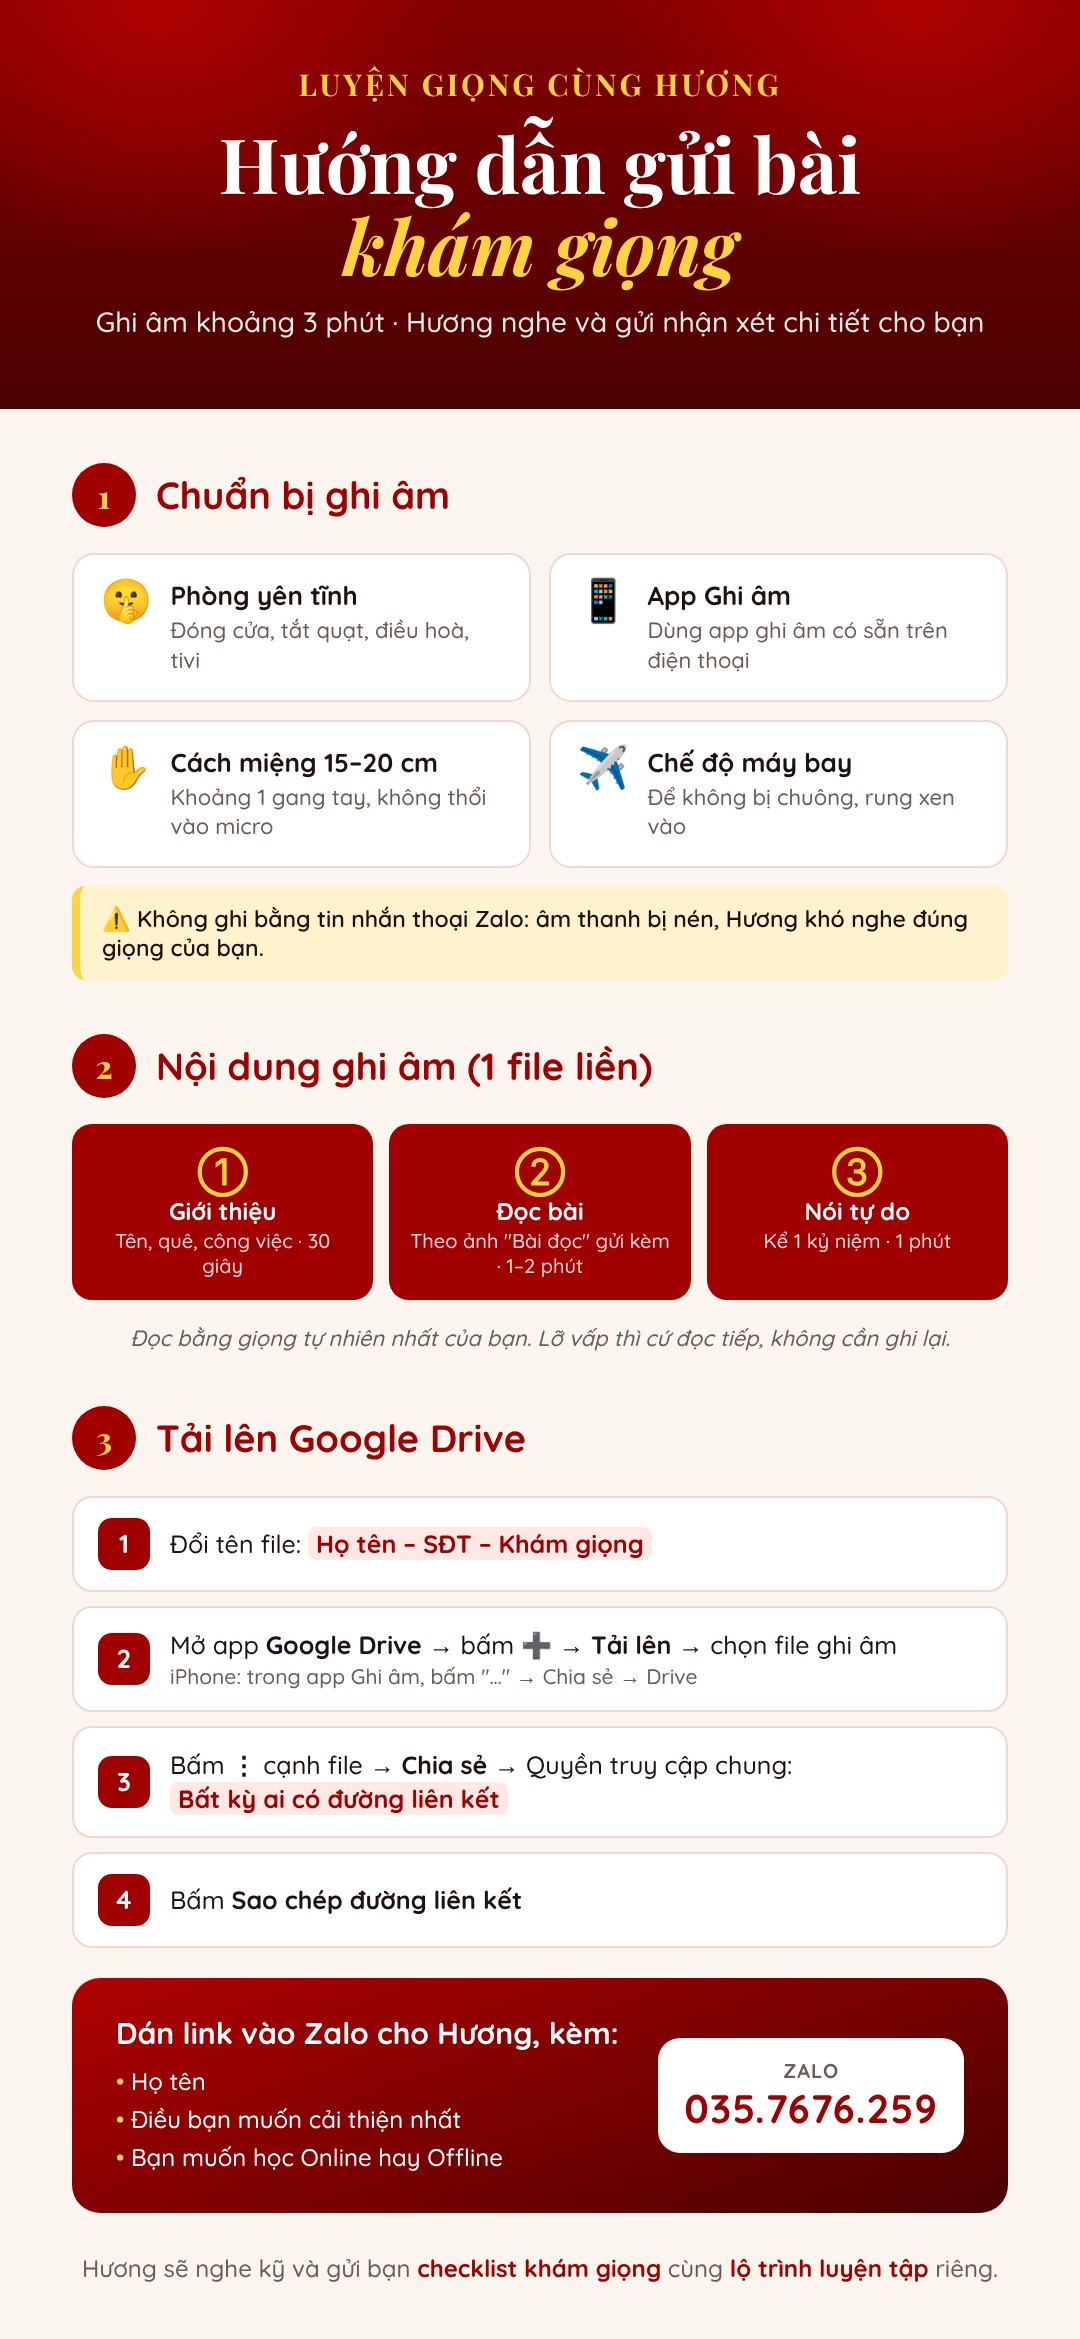 LUYỆN GIỌNG CÙNG HƯƠNG
Hướng dẫn gửi bài
khám giọng
Ghi âm khoảng 3 phút · Hương nghe và gửi nhận xét chi tiết cho bạn
1 Chuẩn bị ghi âm
🤫 Phòng yên tĩnh
Đóng cửa, tắt quạt, điều hoà,
tivi
📱 App Ghi âm
Dùng app ghi âm có sẵn trên
điện thoại
✋ Cách miệng 15–20 cm
Khoảng 1 gang tay, không thổi
vào micro
✈️ Chế độ máy bay
Để không bị chuông, rung xen
vào
⚠️ Không ghi bằng tin nhắn thoại Zalo: âm thanh bị nén, Hương khó nghe đúng
giọng của bạn.
2 Nội dung ghi âm (1 file liền)
①
Giới thiệu
Tên, quê, công việc · 30
giây
②
Đọc bài
Theo ảnh "Bài đọc" gửi kèm
· 1–2 phút
③
Nói tự do
Kể 1 kỷ niệm · 1 phút
Đọc bằng giọng tự nhiên nhất của bạn. Lỡ vấp thì cứ đọc tiếp, không cần ghi lại.
3 Tải lên Google Drive
1 Đổi tên file: Họ tên – SĐT – Khám giọng
2 Mở app Google Drive → bấm ➕ → Tải lên → chọn file ghi âm
iPhone: trong app Ghi âm, bấm "..." → Chia sẻ → Drive
3 Bấm ⋮ cạnh file → Chia sẻ → Quyền truy cập chung:
Bất kỳ ai có đường liên kết
4 Bấm Sao chép đường liên kết
Dán link vào Zalo cho Hương, kèm:
• Họ tên
• Điều bạn muốn cải thiện nhất
• Bạn muốn học Online hay Offline
ZALO
035.7676.259
Hương sẽ nghe kỹ và gửi bạn checklist khám giọng cùng lộ trình luyện tập riêng.